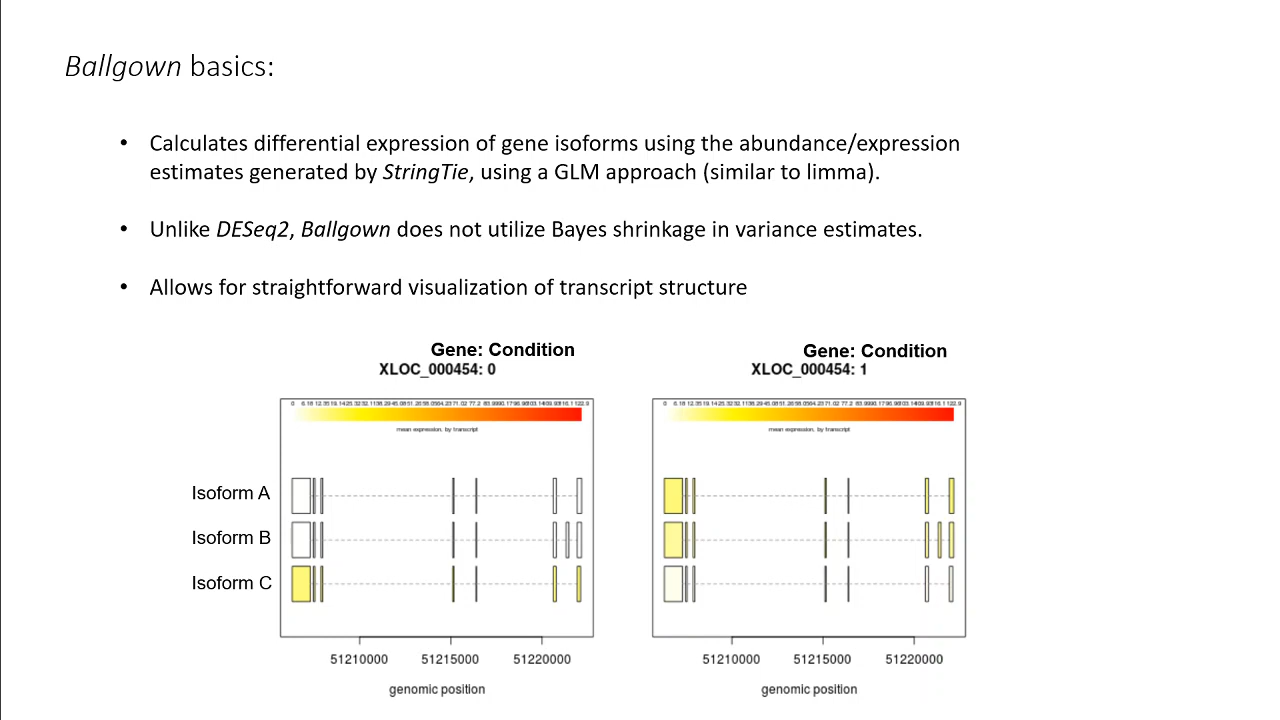 Ballgown basics:
• Calculates differential expression of gene isoforms using the abundance/expression
estimates generated by StringTie, using a GLM approach (similar to limma).
• Unlike DESeq2, Ballgown does not utilize Bayes shrinkage in variance estimates.
• Allows for straightforward visualization of transcript structure
Gene: Condition
XLOC_000454: 0
mean expression, by transcript
Isoform A
Isoform B
Isoform C
51210000 51215000 51220000
genomic position
Gene: Condition
XLOC_000454: 1
mean expression, by transcript
51210000 51215000 51220000
genomic position